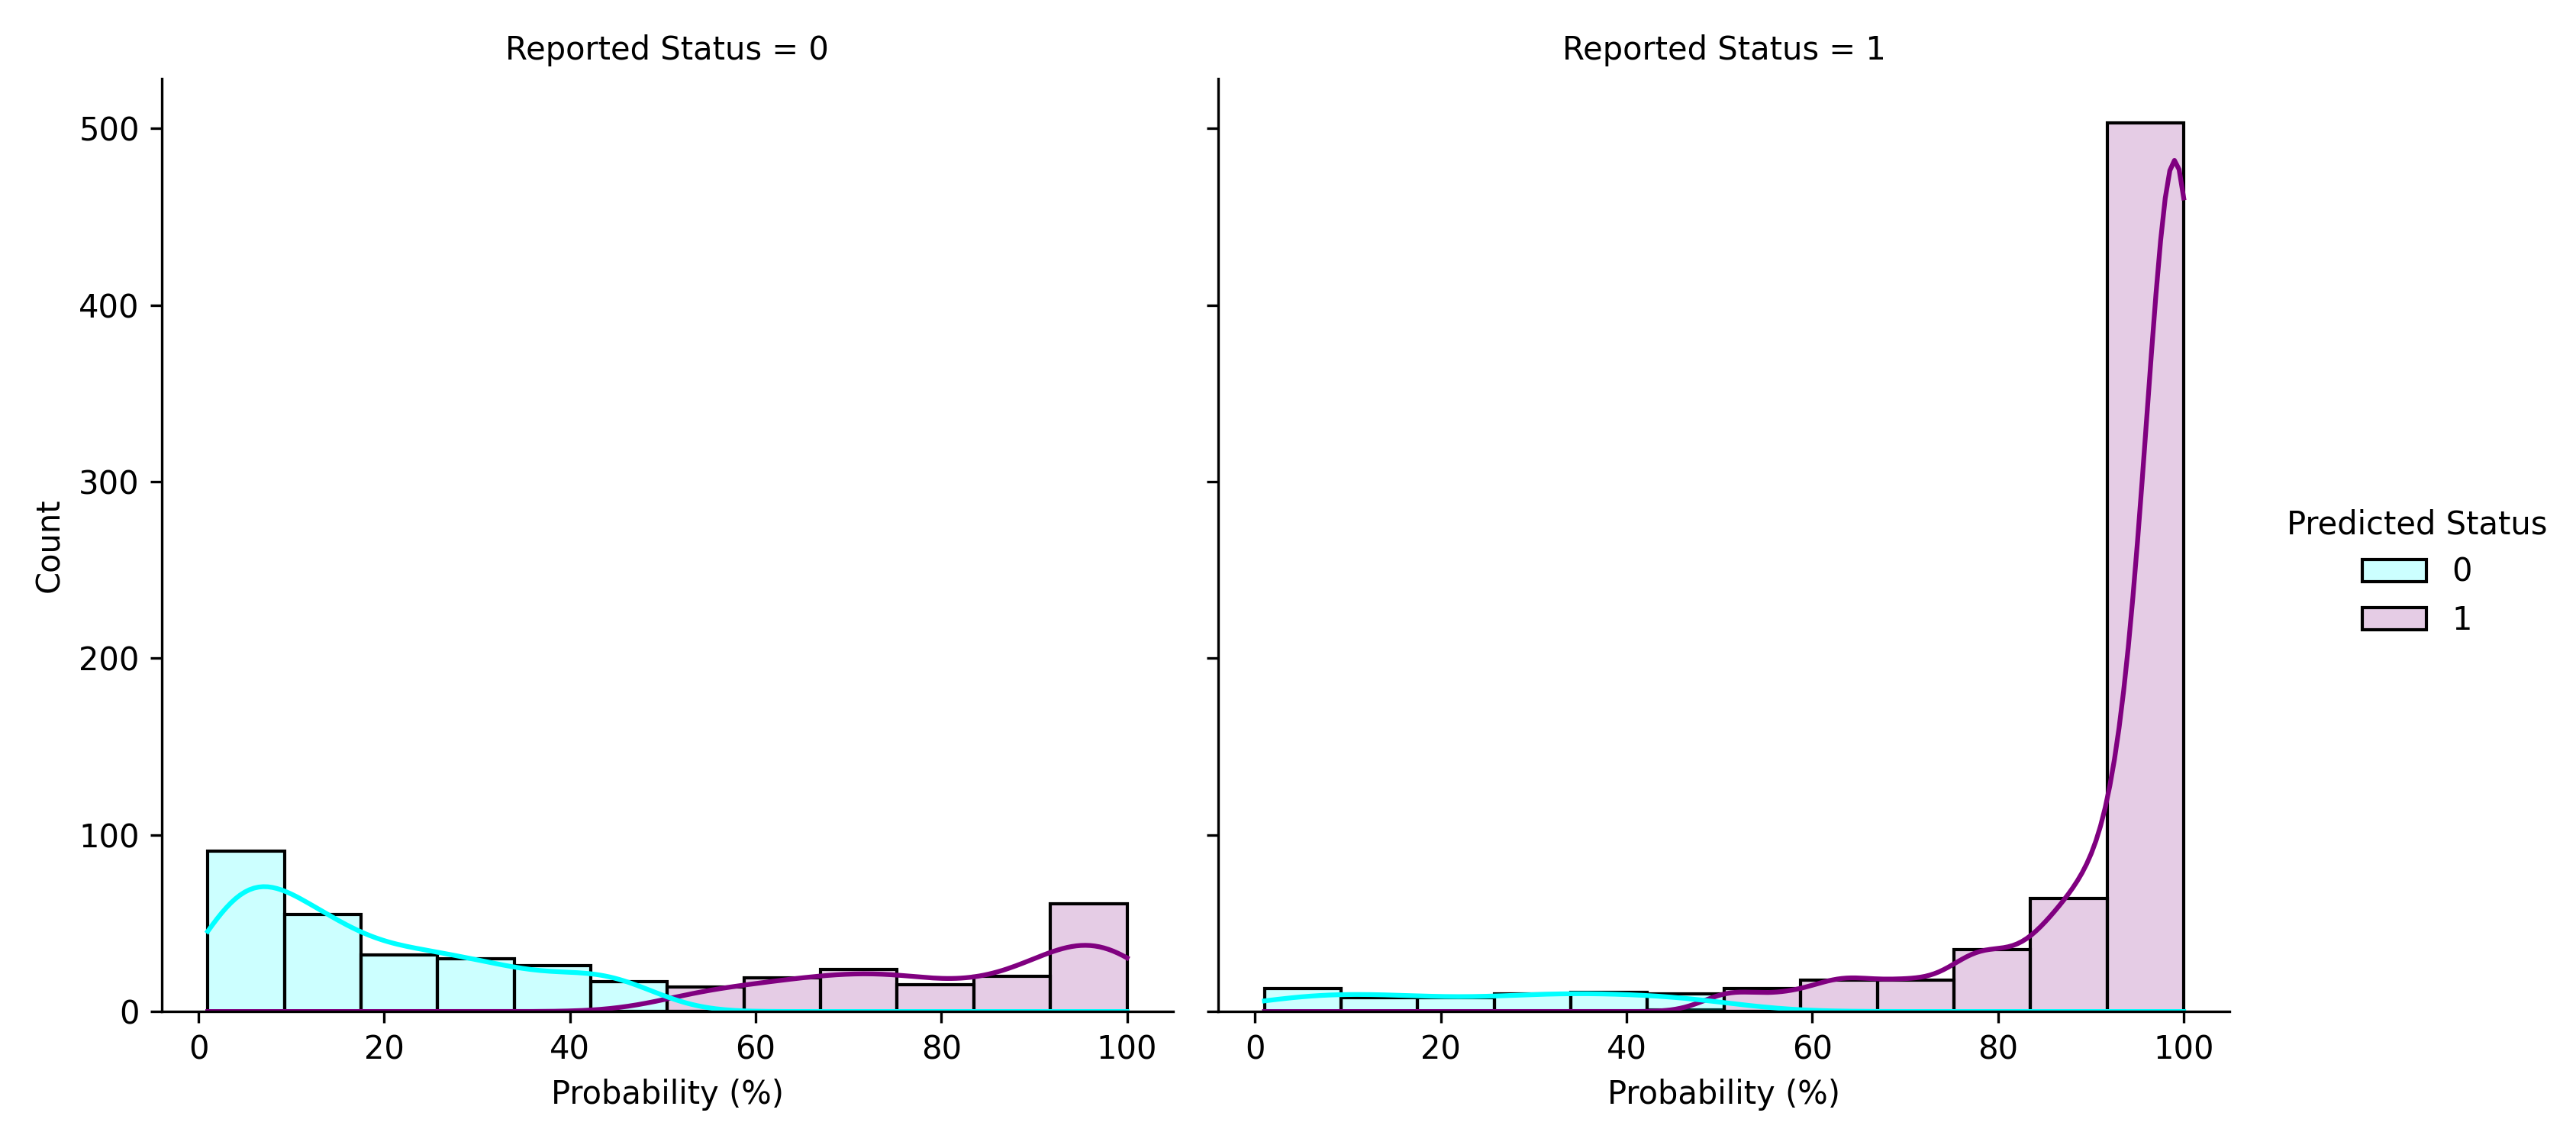 Reported Status = 0
Reported Status = 1
500
400
300
200
100
0
Count
0 20 40 60 80 100
0 20 40 60 80 100
Probability (%)
Probability (%)
Predicted Status
0
1